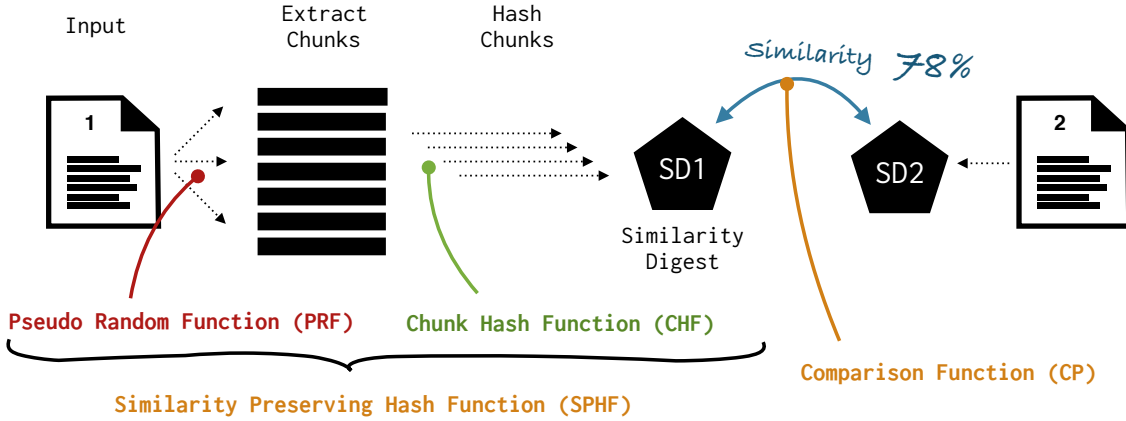 Input
Extract
Chunks
Hash
Chunks
Similarity 78%
1
SD1
SD2
2
Similarity
Digest
Pseudo Random Function (PRF)
Chunk Hash Function (CHF)
Comparison Function (CP)
Similarity Preserving Hash Function (SPHF)